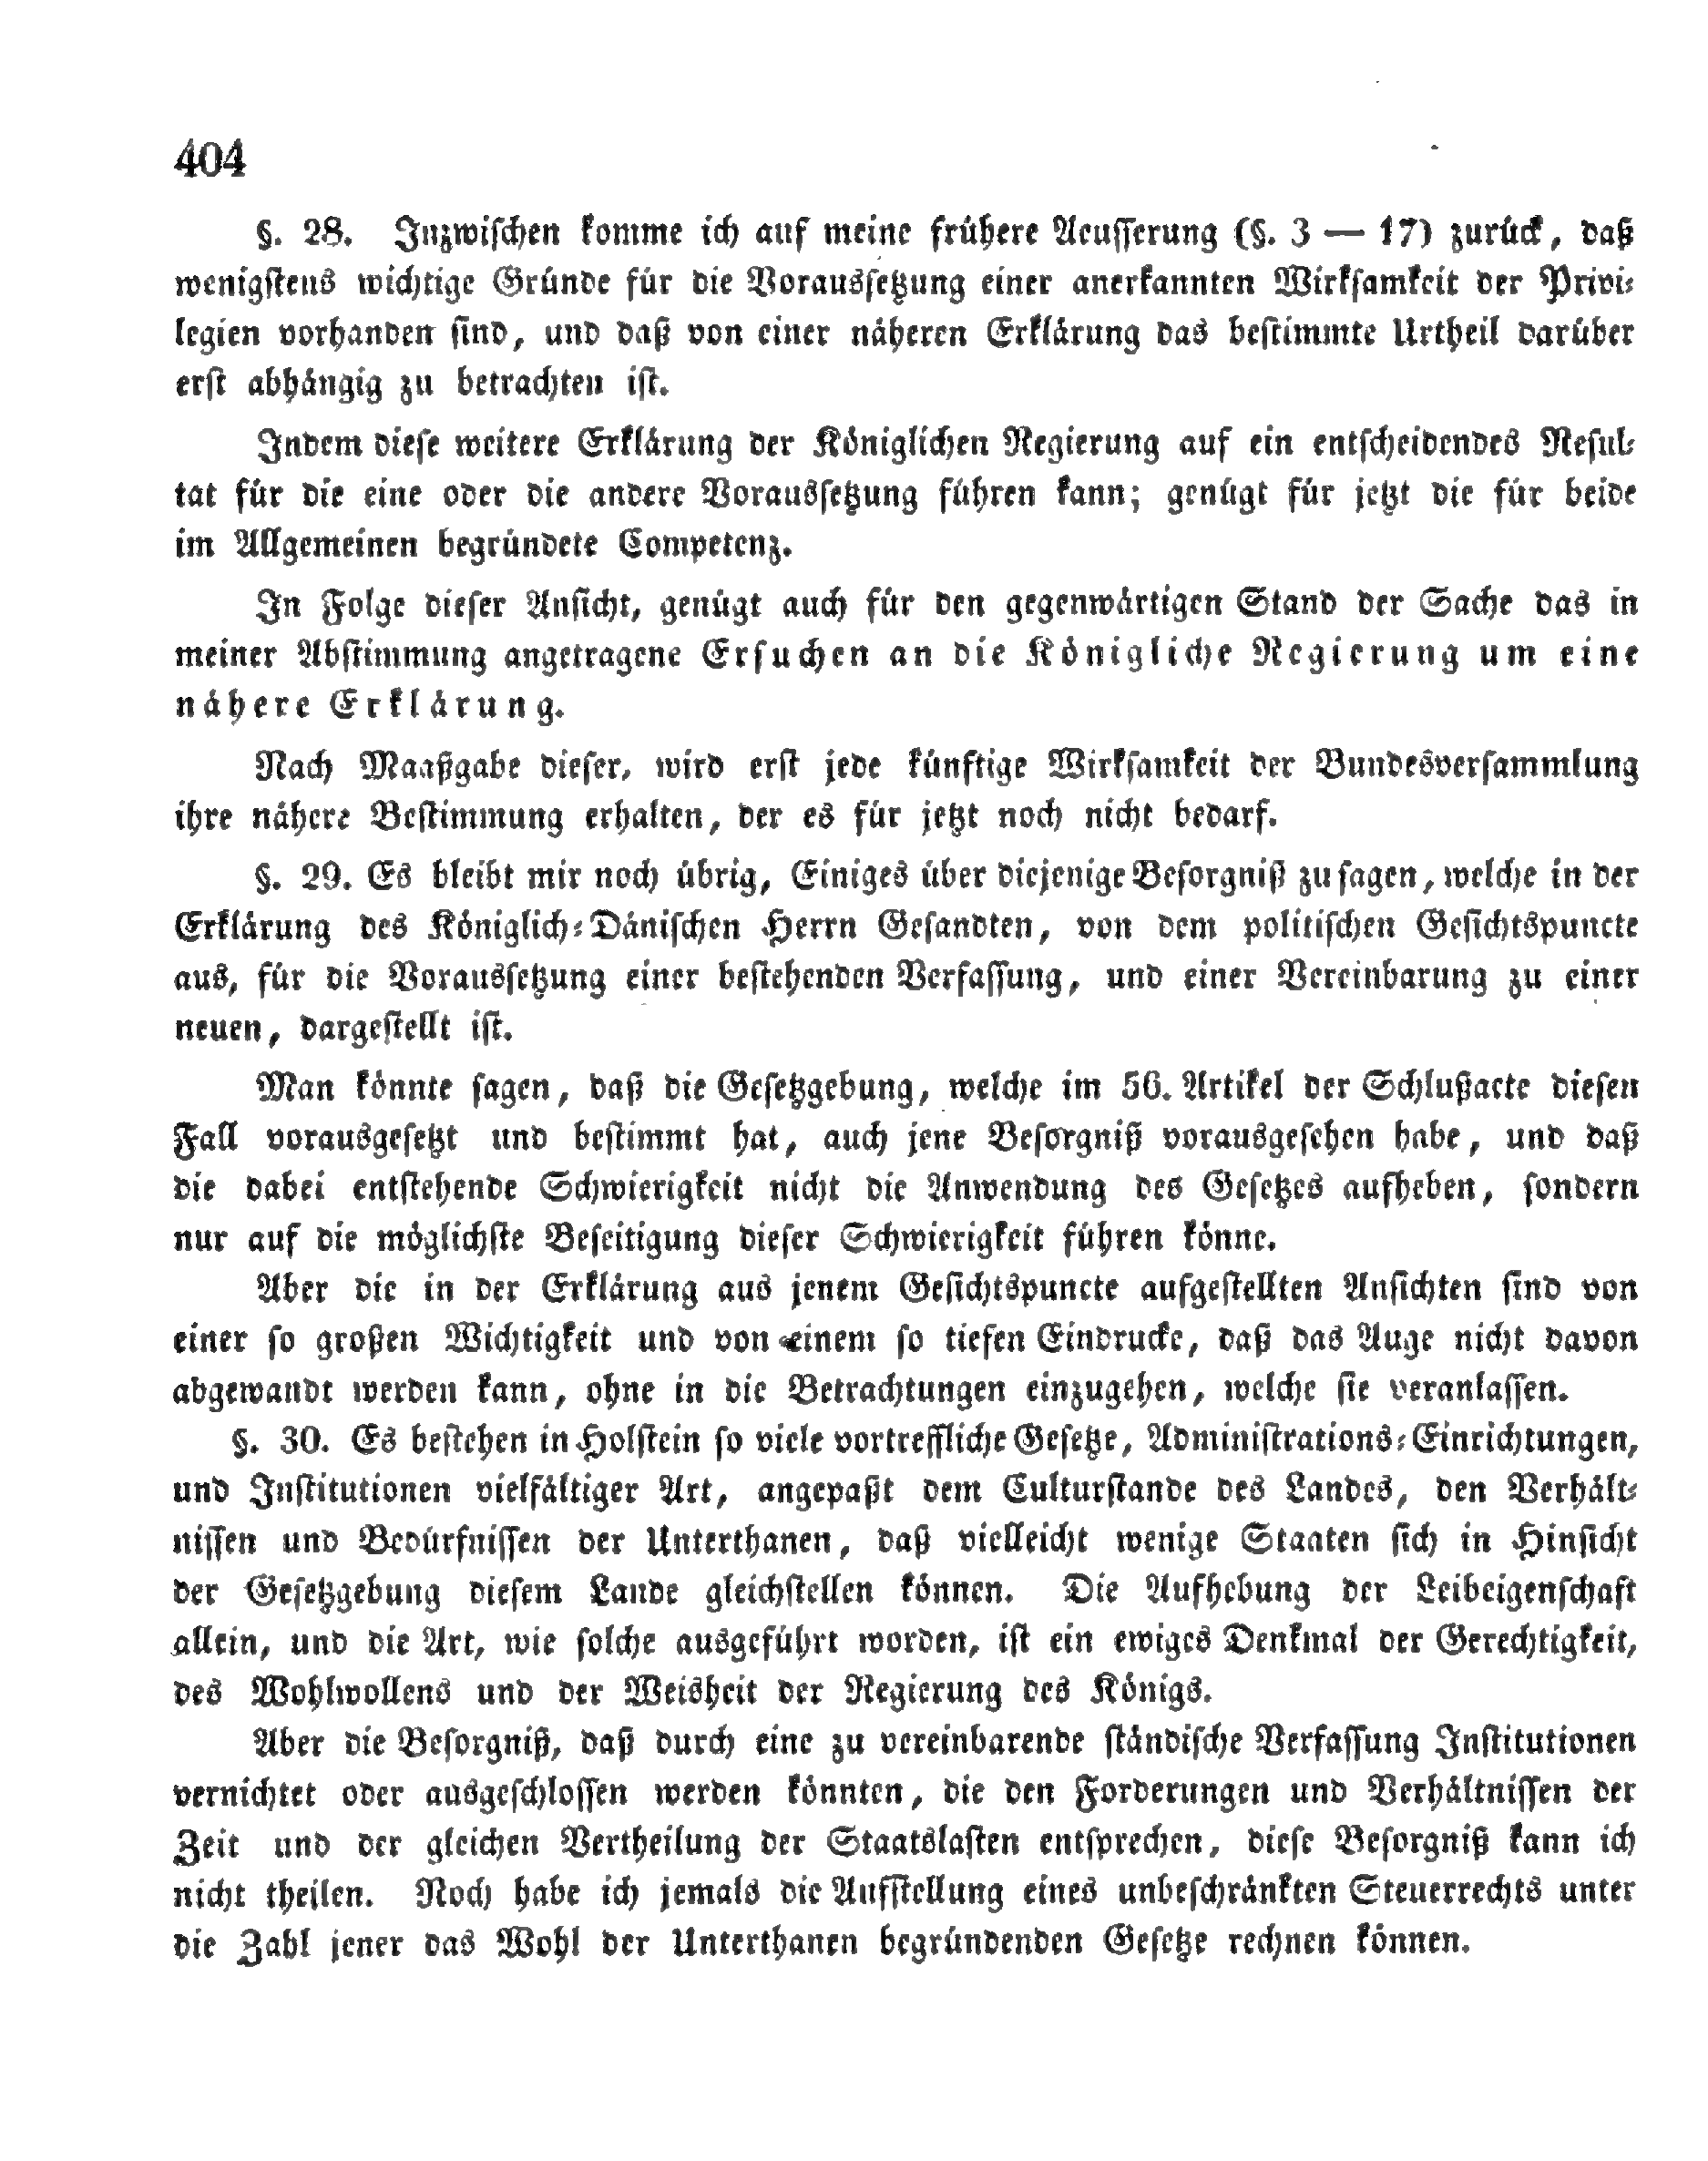 404
§. 28. Inzwischen komme ich auf meine frühere Aeusserung (§. 3 — 17) zurück, daß
wenigstens wichtige Gründe für die Voraussetzung einer anerkannten Wirksamkeit der Privi-
legien vorhanden sind, und daß von einer näheren Erklärung das bestimmte Urtheil darüber
erst abhängig zu betrachten ist.
Indem diese weitere Erklärung der Königlichen Regierung auf ein entscheidendes Resul-
tat für die eine oder die andere Voraussetzung führen kann; genügt für jetzt die für beide
im Allgemeinen begründete Competenz.
In Folge dieser Ansicht, genügt auch für den gegenwärtigen Stand der Sache das in
meiner Abstimmung angetragene Ersuchen an die Königliche Regierung um eine
nähere Erklärung.
Nach Maaßgabe dieser, wird erst jede künftige Wirksamkeit der Bundesversammlung
ihre nähere Bestimmung erhalten, der es für jetzt noch nicht bedarf.
§. 29. Es bleibt mir noch übrig, Einiges über diejenige Besorgniß zu sagen, welche in der
Erklärung des Königlich-Dänischen Herrn Gesandten, von dem politischen Gesichtspuncte
aus, für die Voraussetzung einer bestehenden Verfassung, und einer Vereinbarung zu einer
neuen, dargestellt ist.
Man könnte sagen, daß die Gesetzgebung, welche im 56. Artikel der Schlußacte diesen
Fall vorausgesetzt und bestimmt hat, auch jene Besorgniß vorausgesehen habe, und daß
die dabei entstehende Schwierigkeit nicht die Anwendung des Gesetzes aufheben, sondern
nur auf die möglichste Beseitigung dieser Schwierigkeit führen könne.
Aber die in der Erklärung aus jenem Gesichtspuncte aufgestellten Ansichten sind von
einer so großen Wichtigkeit und von einem so tiefen Eindrucke, daß das Auge nicht davon
abgewandt werden kann, ohne in die Betrachtungen einzugehen, welche sie veranlassen.
§. 30. Es bestehen in Holstein so viele vortreffliche Gesetze, Administrations-Einrichtungen,
und Institutionen vielfältiger Art, angepaßt dem Culturstande des Landes, den Verhält-
nissen und Bedürfnissen der Unterthanen, daß vielleicht wenige Staaten sich in Hinsicht
der Gesetzgebung diesem Lande gleichstellen können. Die Aufhebung der Leibeigenschaft
allein, und die Art, wie solche ausgeführt worden, ist ein ewiges Denkmal der Gerechtigkeit,
des Wohlwollens und der Weisheit der Regierung des Königs.
Aber die Besorgniß, daß durch eine zu vereinbarende ständische Verfassung Institutionen
vernichtet oder ausgeschlossen werden könnten, die den Forderungen und Verhältnissen der
Zeit und der gleichen Vertheilung der Staatslasten entsprechen, diese Besorgniß kann ich
nicht theilen. Noch habe ich jemals die Aufstellung eines unbeschränkten Steuerrechts unter
die Zahl jener das Wohl der Unterthanen begründenden Gesetze rechnen können.